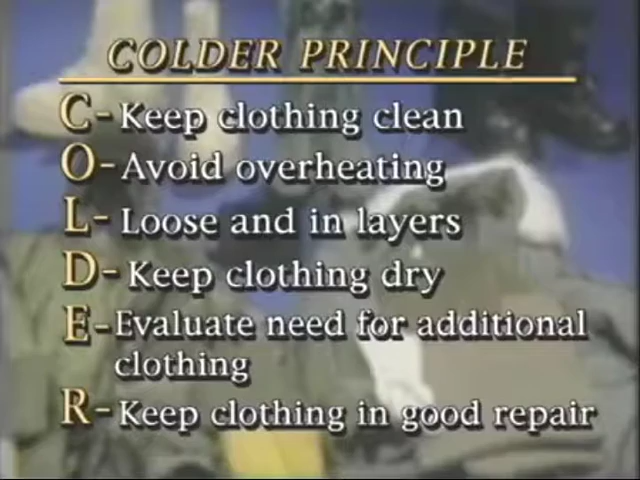 COLDER PRINCIPLE
C- Keep clothing clean
O- Avoid overheating
L- Loose and in layers
D- Keep clothing dry
E- Evaluate need for additional
clothing
R- Keep clothing in good repair